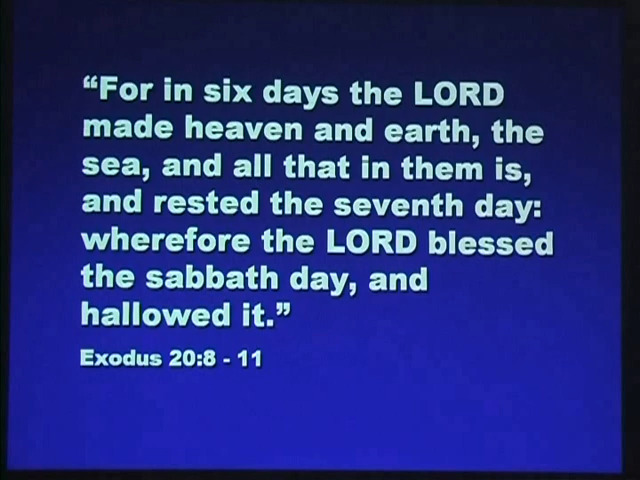 “For in six days the LORD
made heaven and earth, the
sea, and all that in them is,
and rested the seventh day:
wherefore the LORD blessed
the sabbath day, and
hallowed it.”
Exodus 20:8 - 11